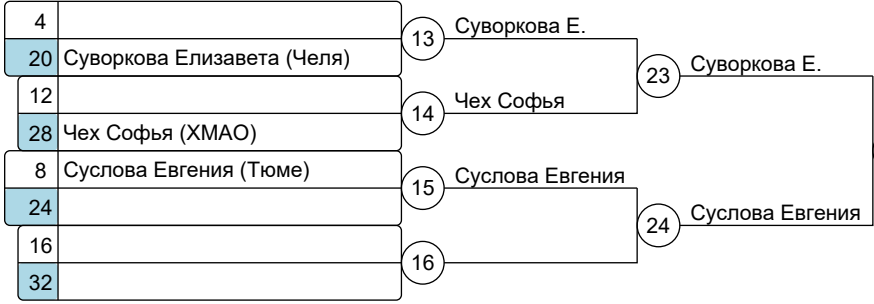 4
20 Суворкова Елизавета (Челя)
13 Суворкова Е.
12
28 Чех Софья (ХМАО)
14 Чех Софья
23 Суворкова Е.
8 Суслова Евгения (Тюме)
24
15 Суслова Евгения
16
32
16
24 Суслова Евгения